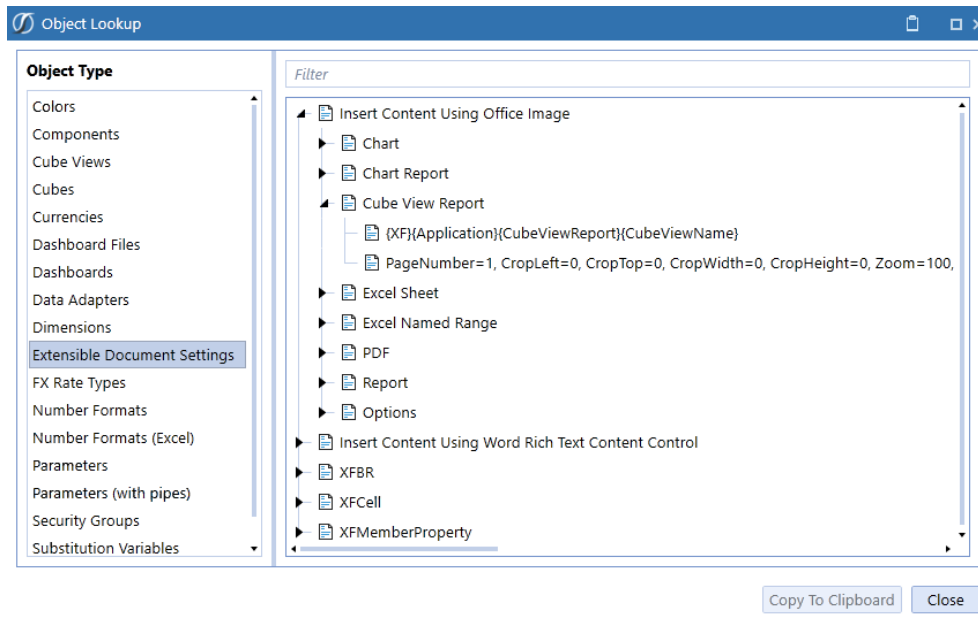 Object Lookup
Object Type
Colors
Components
Cube Views
Cubes
Currencies
Dashboard Files
Dashboards
Data Adapters
Dimensions
Extensible Document Settings
FX Rate Types
Number Formats
Number Formats (Excel)
Parameters
Parameters (with pipes)
Security Groups
Substitution Variables
Filter
Insert Content Using Office Image
Chart
Chart Report
Cube View Report
{XF}{Application}{CubeViewReport}{CubeViewName}
PageNumber=1, CropLeft=0, CropTop=0, CropWidth=0, CropHeight=0, Zoom=100,
Excel Sheet
Excel Named Range
PDF
Report
Options
Insert Content Using Word Rich Text Content Control
XFBR
XFCell
XFMemberProperty
Copy To Clipboard
Close